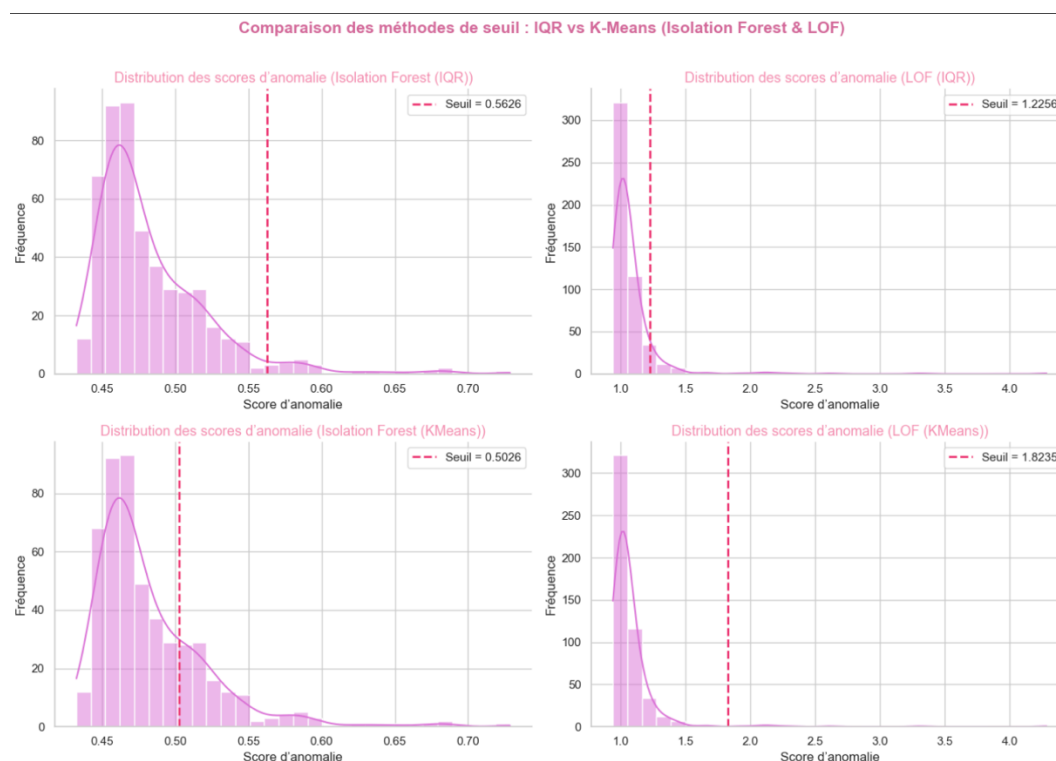 Comparaison des méthodes de seuil : IQR vs K-Means (Isolation Forest & LOF)
Distribution des scores d'anomalie (Isolation Forest (IQR))
Seuil = 0.5626
Fréquence
80
60
40
20
0
0.45 0.50 0.55 0.60 0.65 0.70
Score d'anomalie
Distribution des scores d'anomalie (LOF (IQR))
Seuil = 1.2256
Fréquence
300
250
200
150
100
50
0
1.0 1.5 2.0 2.5 3.0 3.5 4.0
Score d'anomalie
Distribution des scores d'anomalie (Isolation Forest (KMeans))
Seuil = 0.5026
Fréquence
80
60
40
20
0
0.45 0.50 0.55 0.60 0.65 0.70
Score d'anomalie
Distribution des scores d'anomalie (LOF (KMeans))
Seuil = 1.8235
Fréquence
300
250
200
150
100
50
0
1.0 1.5 2.0 2.5 3.0 3.5 4.0
Score d'anomalie